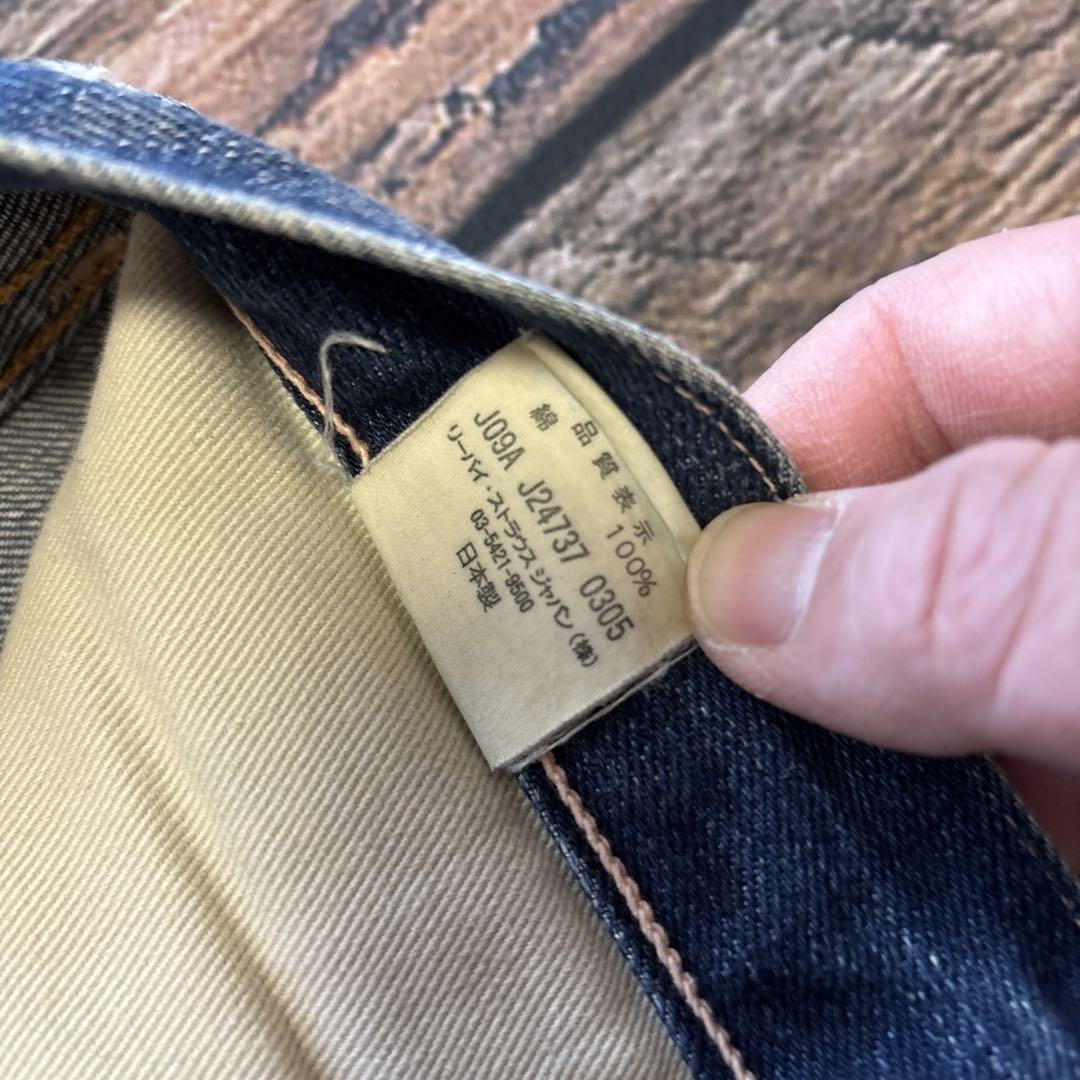 品質表示
綿 100%
J09A J24737 0305
リーバイ・ストラウス ジャパン(株)
03-5421-9500
日本製